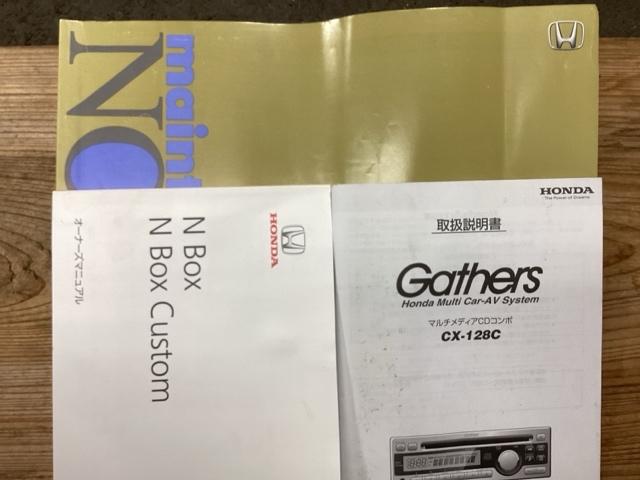 maint
NO
HONDA
N Box
N Box Custom
オーナーズマニュアル
HONDA
The Power of Dreams
取扱説明書
Gathers
Honda Multi Car-AV System
マルチメディアCDコンポ
CX-128C